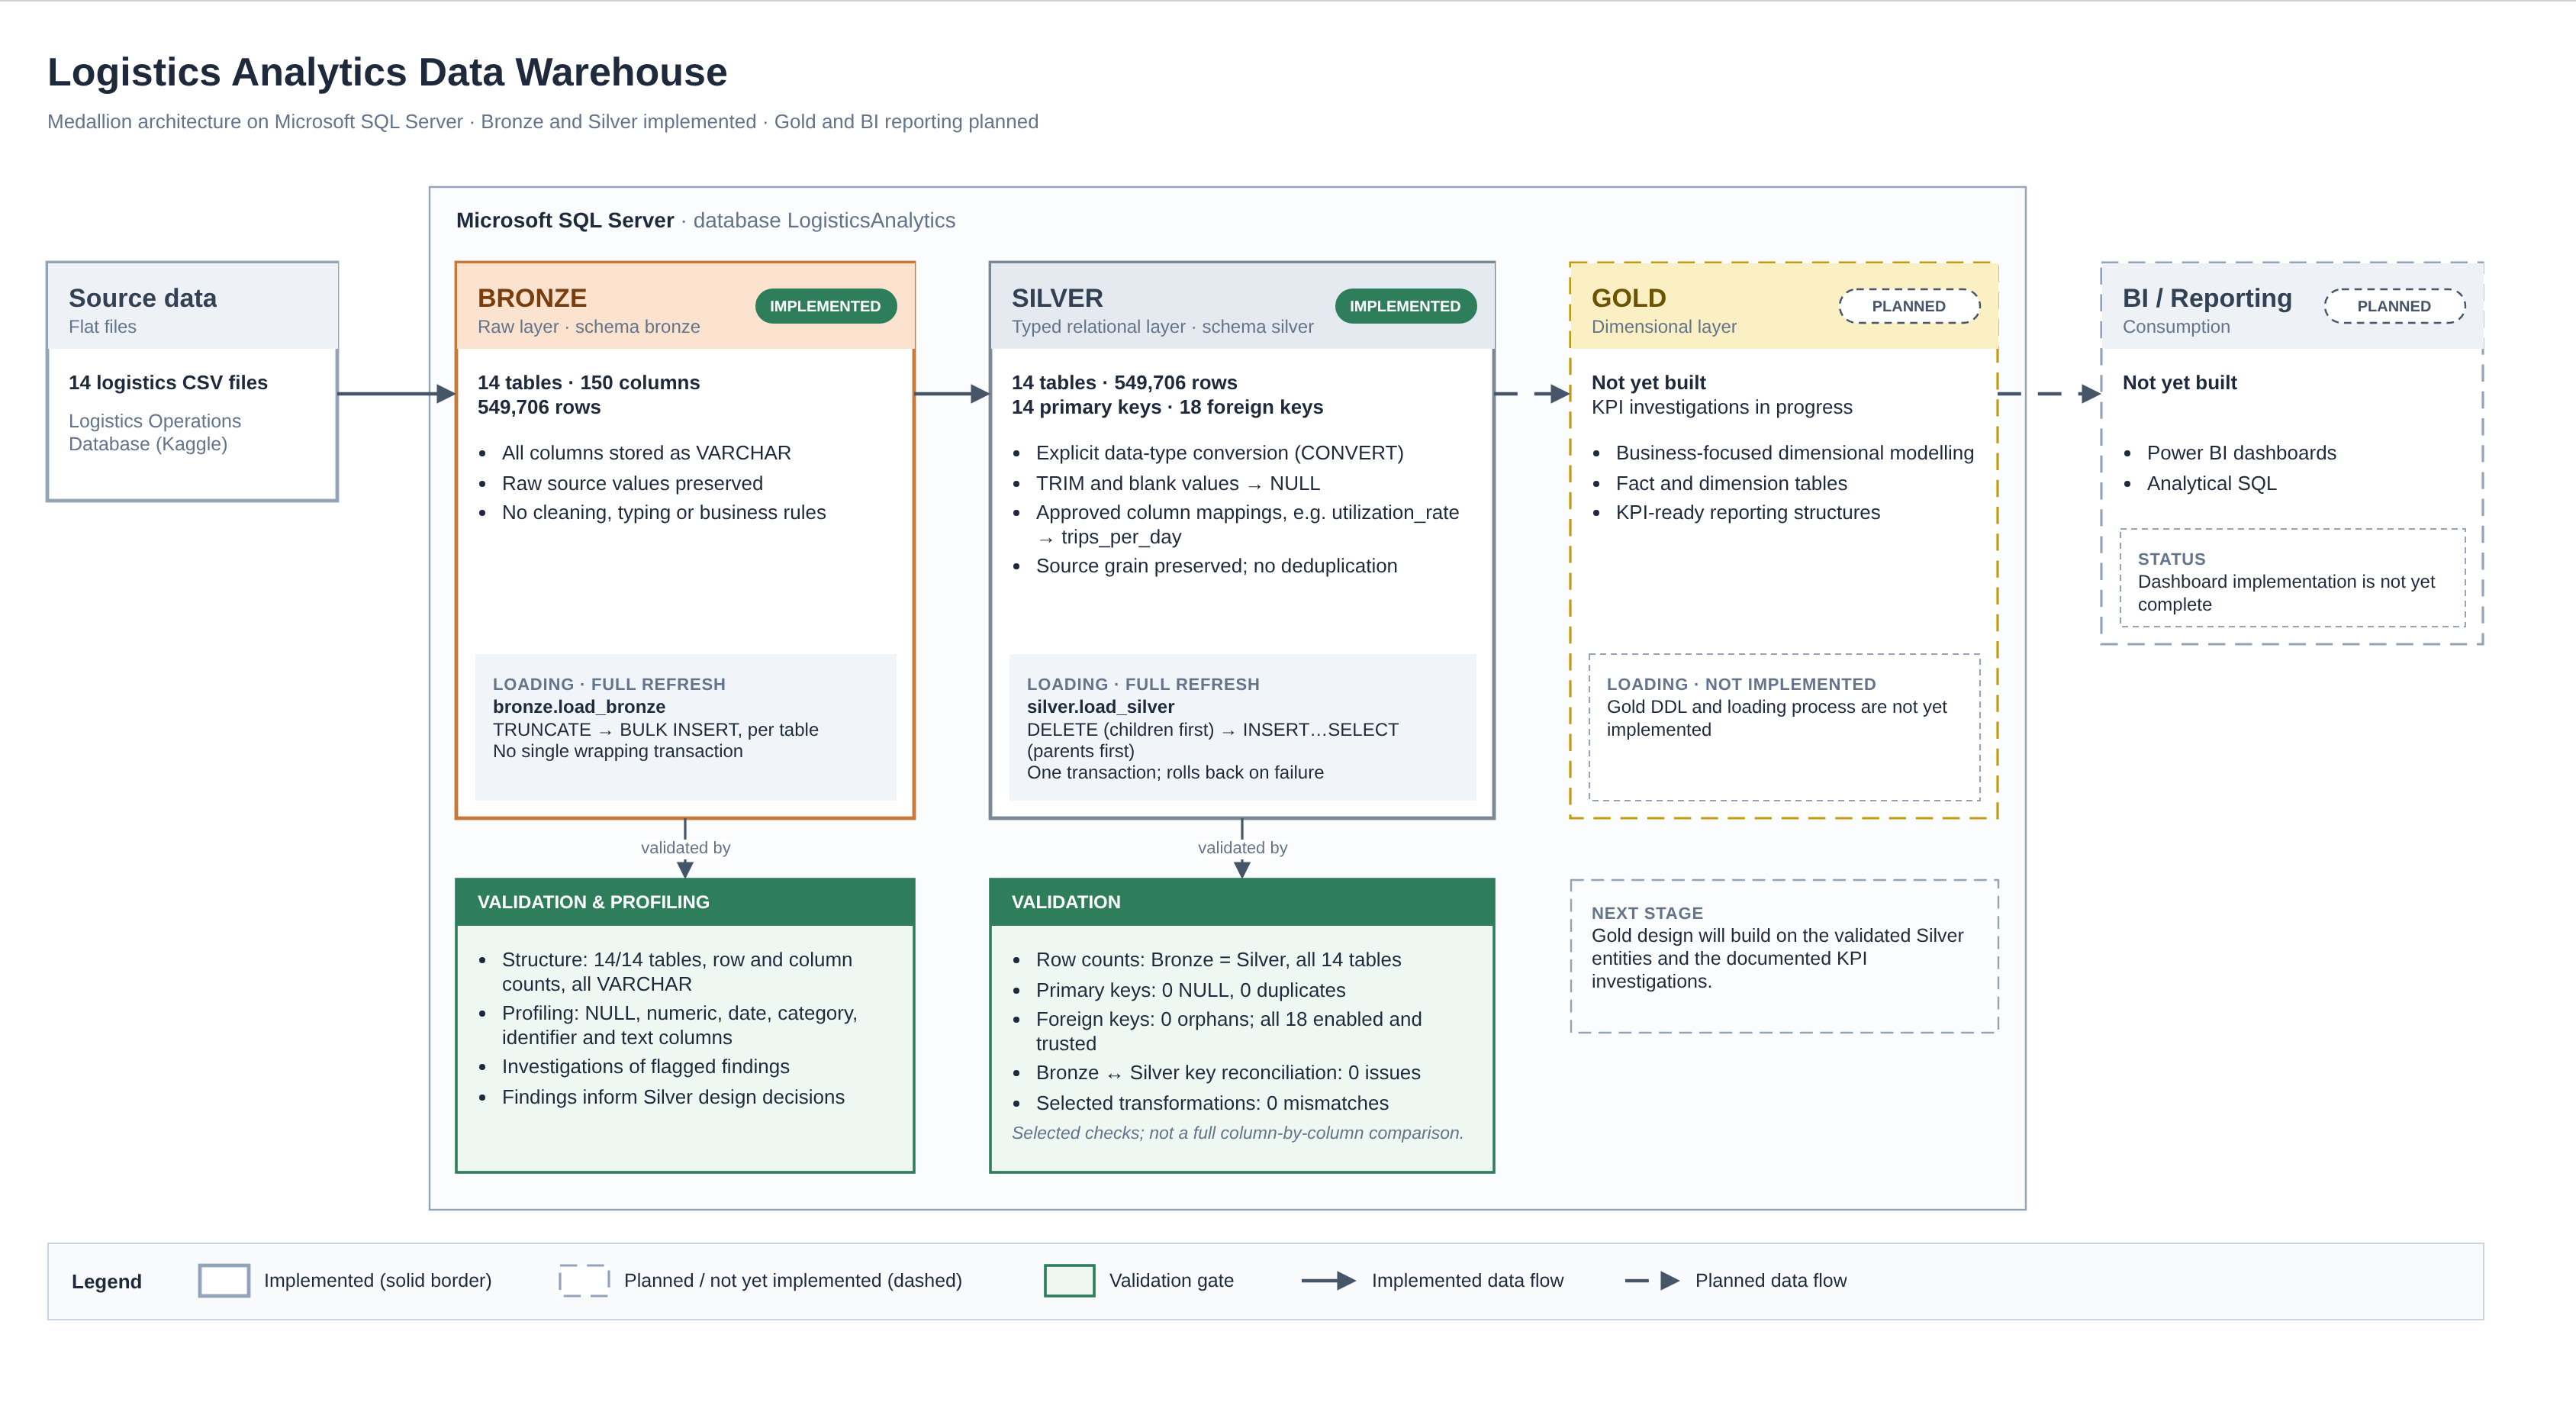 Logistics Analytics Data Warehouse
Medallion architecture on Microsoft SQL Server · Bronze and Silver implemented · Gold and BI reporting planned
Microsoft SQL Server · database LogisticsAnalytics
Source data
Flat files
14 logistics CSV files
Logistics Operations
Database (Kaggle)
BRONZE
IMPLEMENTED
Raw layer · schema bronze
14 tables · 150 columns
549,706 rows
• All columns stored as VARCHAR
• Raw source values preserved
• No cleaning, typing or business rules
LOADING · FULL REFRESH
bronze.load_bronze
TRUNCATE → BULK INSERT, per table
No single wrapping transaction
validated by
VALIDATION & PROFILING
• Structure: 14/14 tables, row and column
counts, all VARCHAR
• Profiling: NULL, numeric, date, category,
identifier and text columns
• Investigations of flagged findings
• Findings inform Silver design decisions
SILVER
IMPLEMENTED
Typed relational layer · schema silver
14 tables · 549,706 rows
14 primary keys · 18 foreign keys
• Explicit data-type conversion (CONVERT)
• TRIM and blank values → NULL
• Approved column mappings, e.g. utilization_rate
→ trips_per_day
• Source grain preserved; no deduplication
LOADING · FULL REFRESH
silver.load_silver
DELETE (children first) → INSERT…SELECT
(parents first)
One transaction; rolls back on failure
validated by
VALIDATION
• Row counts: Bronze = Silver, all 14 tables
• Primary keys: 0 NULL, 0 duplicates
• Foreign keys: 0 orphans; all 18 enabled and
trusted
• Bronze ↔ Silver key reconciliation: 0 issues
• Selected transformations: 0 mismatches
Selected checks; not a full column-by-column comparison.
GOLD
PLANNED
Dimensional layer
Not yet built
KPI investigations in progress
• Business-focused dimensional modelling
• Fact and dimension tables
• KPI-ready reporting structures
LOADING · NOT IMPLEMENTED
Gold DDL and loading process are not yet
implemented
NEXT STAGE
Gold design will build on the validated Silver
entities and the documented KPI
investigations.
BI / Reporting
PLANNED
Consumption
Not yet built
• Power BI dashboards
• Analytical SQL
STATUS
Dashboard implementation is not yet
complete
Legend
Implemented (solid border)
Planned / not yet implemented (dashed)
Validation gate
Implemented data flow
Planned data flow